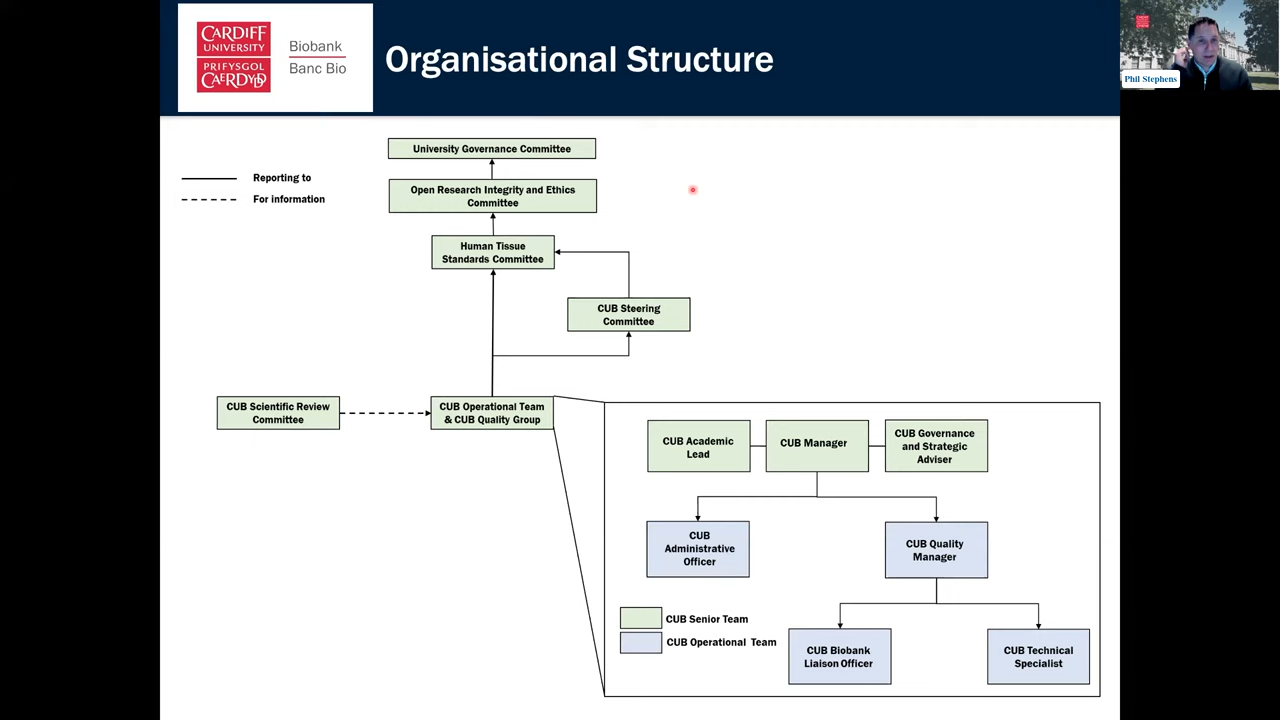 CARDIFF
UNIVERSITY
PRIFYSGOL
CAERDYDD
Biobank
Banc Bio
Organisational Structure
Phil Stephens
Reporting to
For information
University Governance Committee
Open Research Integrity and Ethics
Committee
Human Tissue
Standards Committee
CUB Steering
Committee
CUB Scientific Review
Committee
CUB Operational Team
& CUB Quality Group
CUB Academic
Lead
CUB Manager
CUB Governance
and Strategic
Adviser
CUB
Administrative
Officer
CUB Quality
Manager
CUB Senior Team
CUB Operational Team
CUB Biobank
Liaison Officer
CUB Technical
Specialist